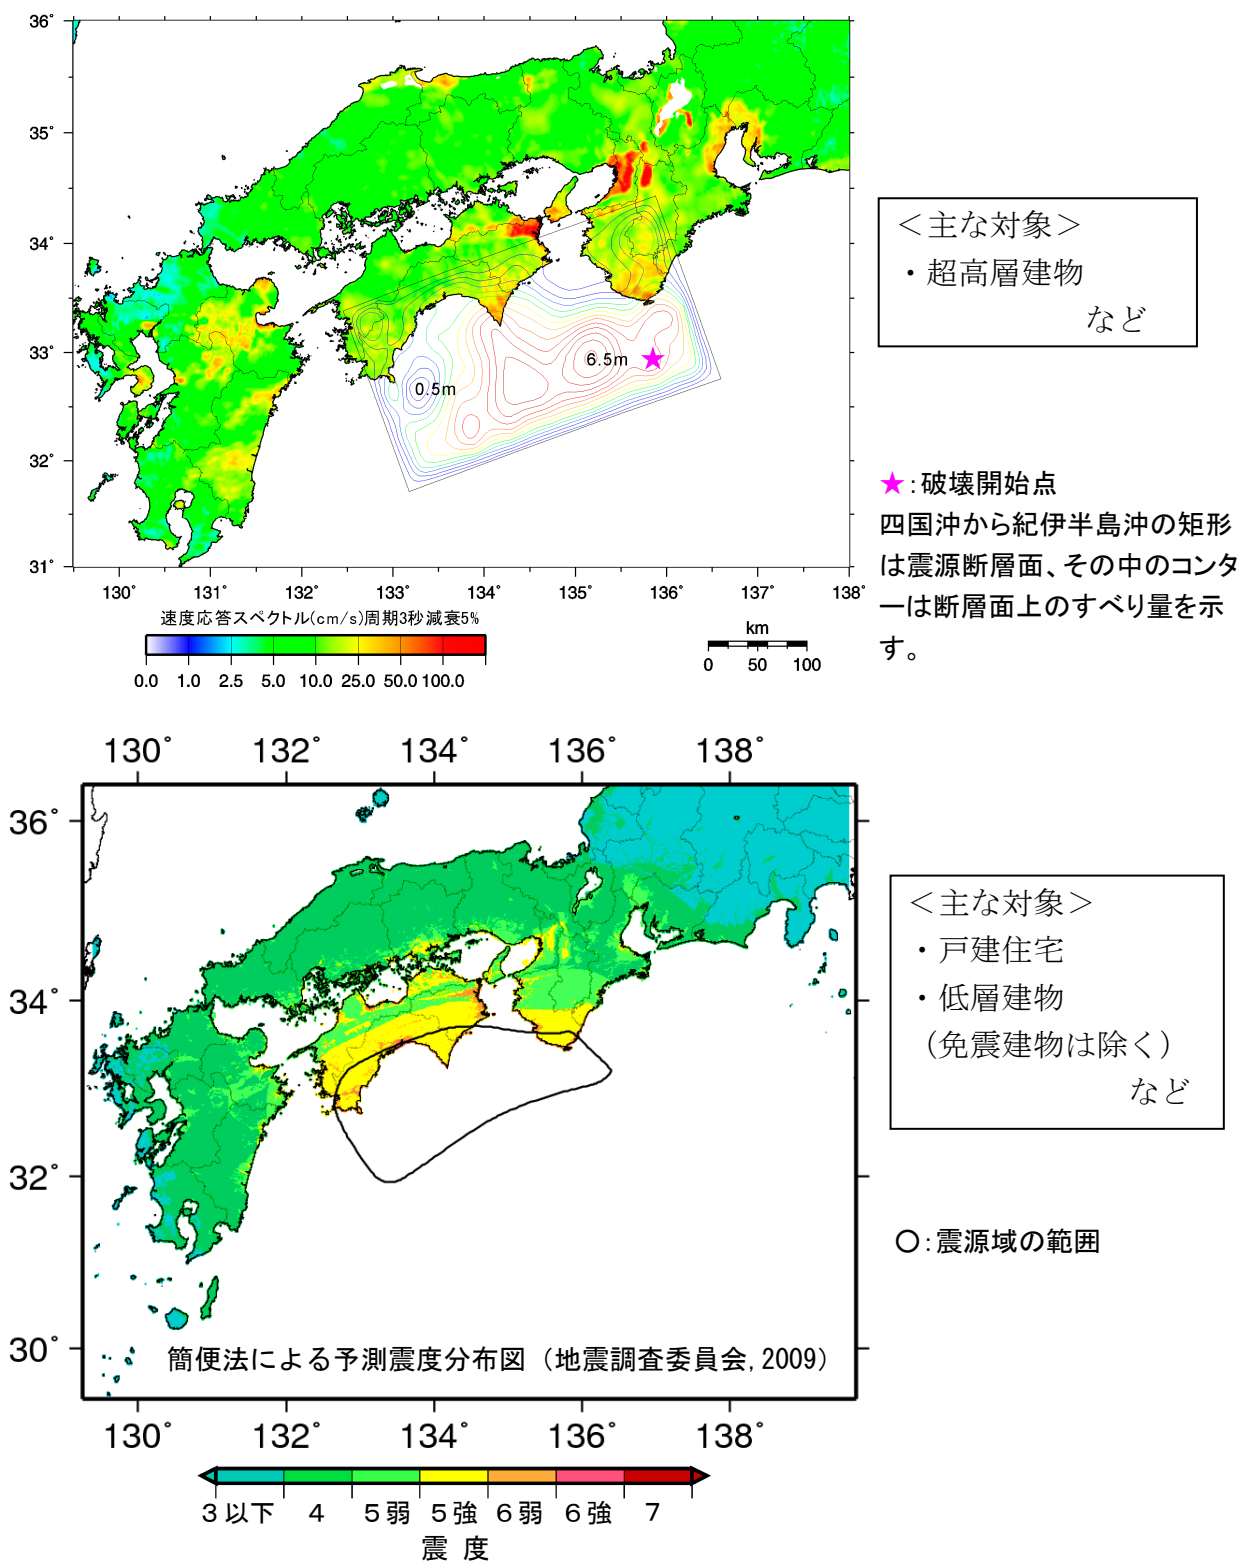 36°
35°
34°
33°
32°
31°
6.5m
0.5m
130° 131° 132° 133° 134° 135° 136° 137° 138°
速度応答スペクトル(cm/s)周期3秒減衰5%
0.0 1.0 2.5 5.0 10.0 25.0 50.0 100.0
km
0 50 100
＜主な対象＞
・超高層建物
など
★:破壊開始点
四国沖から紀伊半島沖の矩形
は震源断層面、その中のコンタ
ーは断層面上のすべり量を示
す。
130° 132° 134° 136° 138°
36°
34°
32°
30°
簡便法による予測震度分布図（地震調査委員会,2009）
130° 132° 134° 136° 138°
３以下 ４ ５弱 ５強 ６弱 ６強 ７
震 度
＜主な対象＞
・戸建住宅
・低層建物
（免震建物は除く）
など
○:震源域の範囲